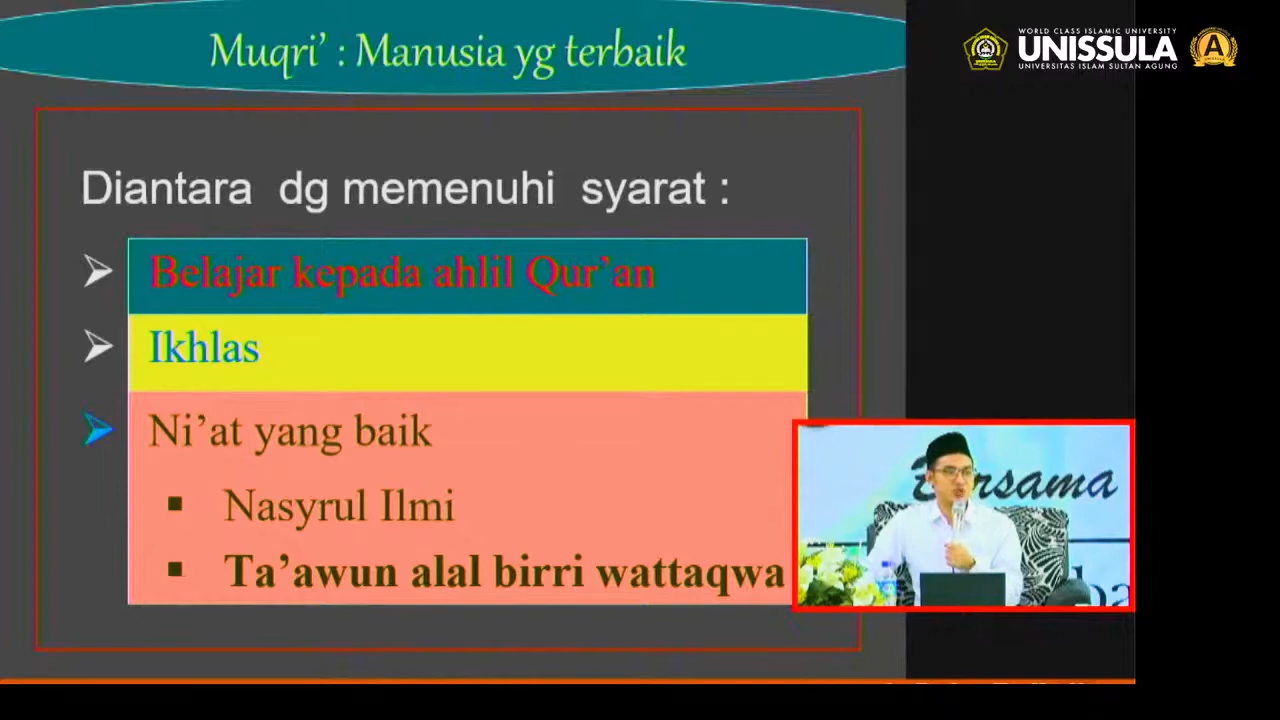 Muqri' : Manusia yg terbaik
WORLD CLASS ISLAMIC UNIVERSITY
UNISSULA
UNIVERSITAS ISLAM SULTAN AGUNG
A
Diantara dg memenuhi syarat :
Belajar kepada ahlil Qur'an
Ikhlas
Ni'at yang baik
Nasyrul Ilmi
Ta'awun alal birri wattaqwa
Bersama